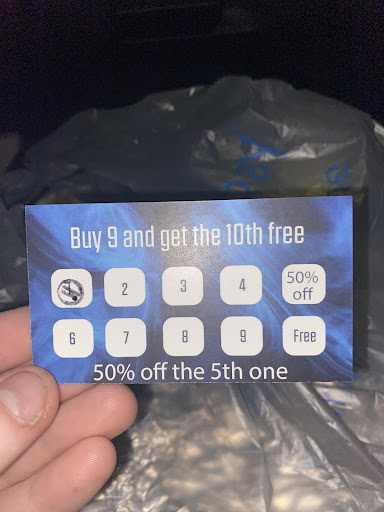 Buy 9 and get the 10th free
2 3 4 50% off
6 7 8 9 Free
50% off the 5th one